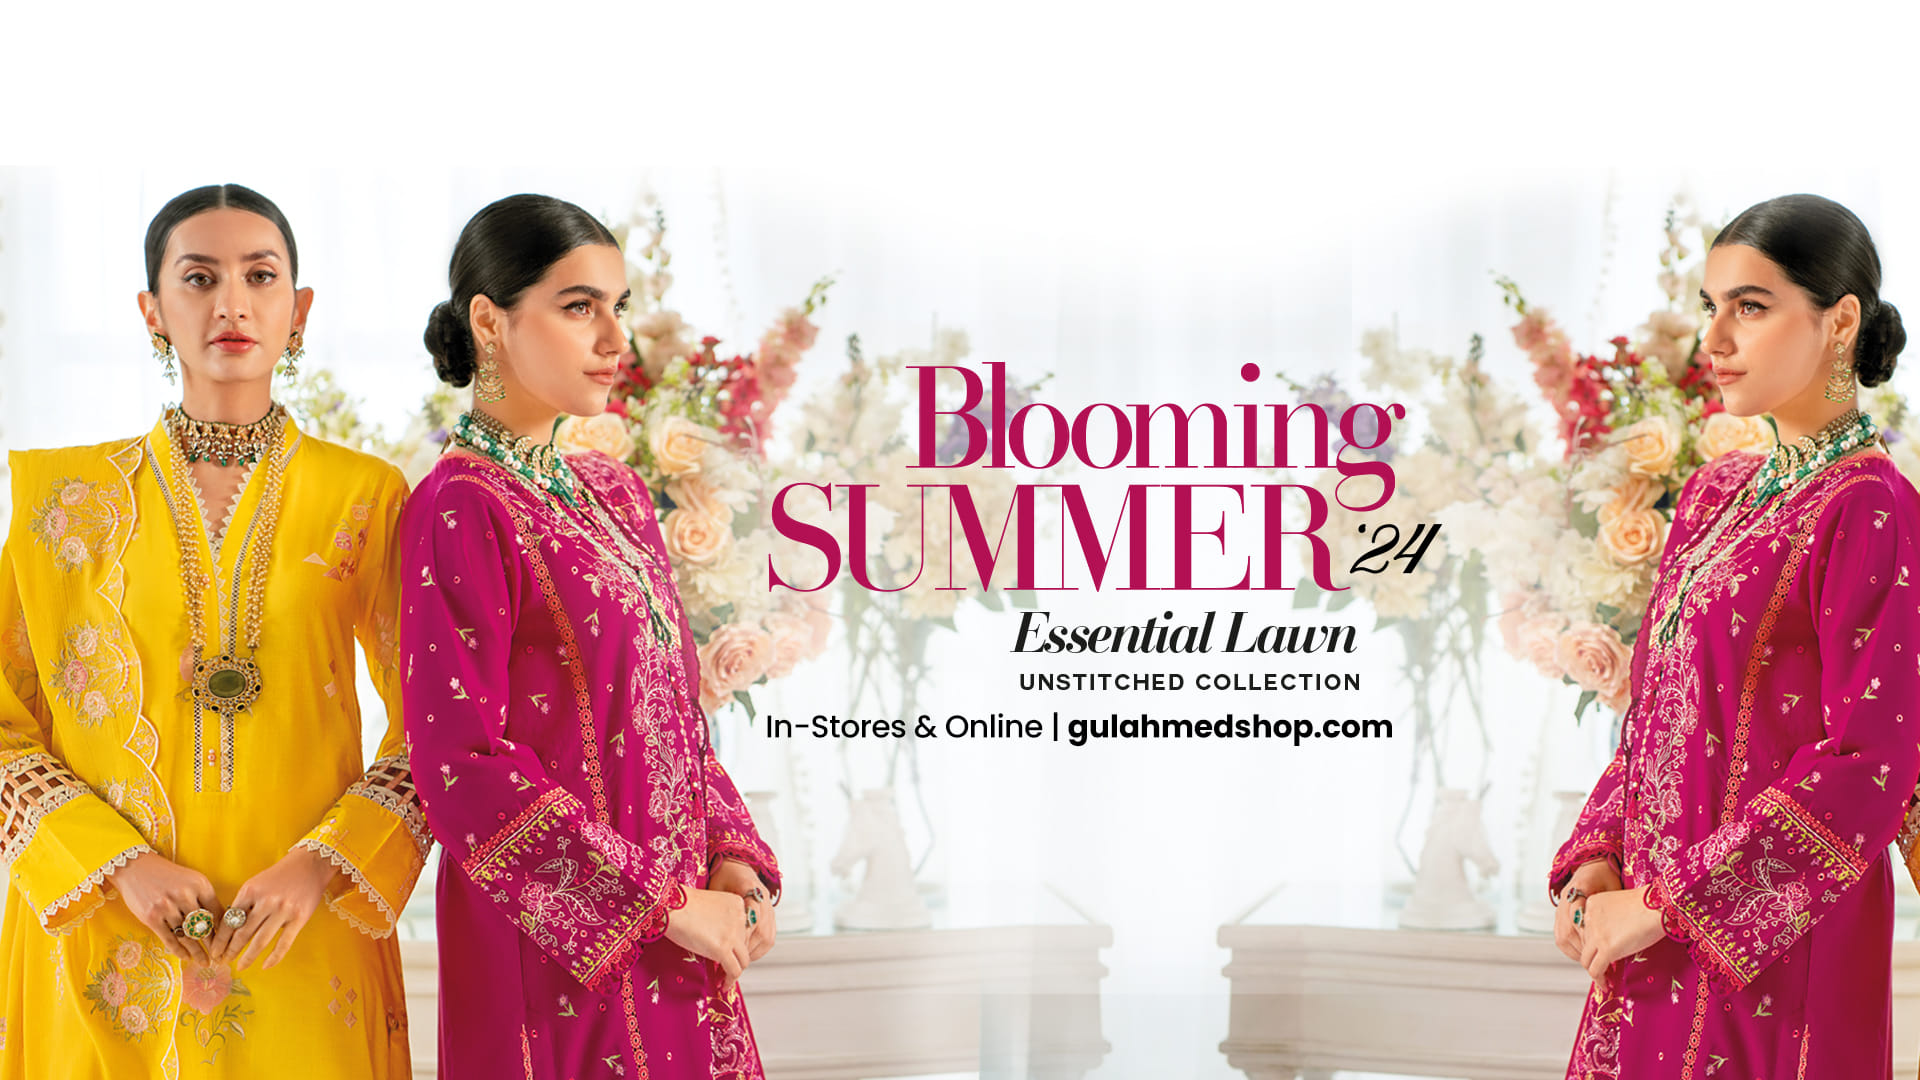 Blooming
SUMMER '24
Essential Lawn
UNSTITCHED COLLECTION
In-Stores & Online | gulahmedshop.com